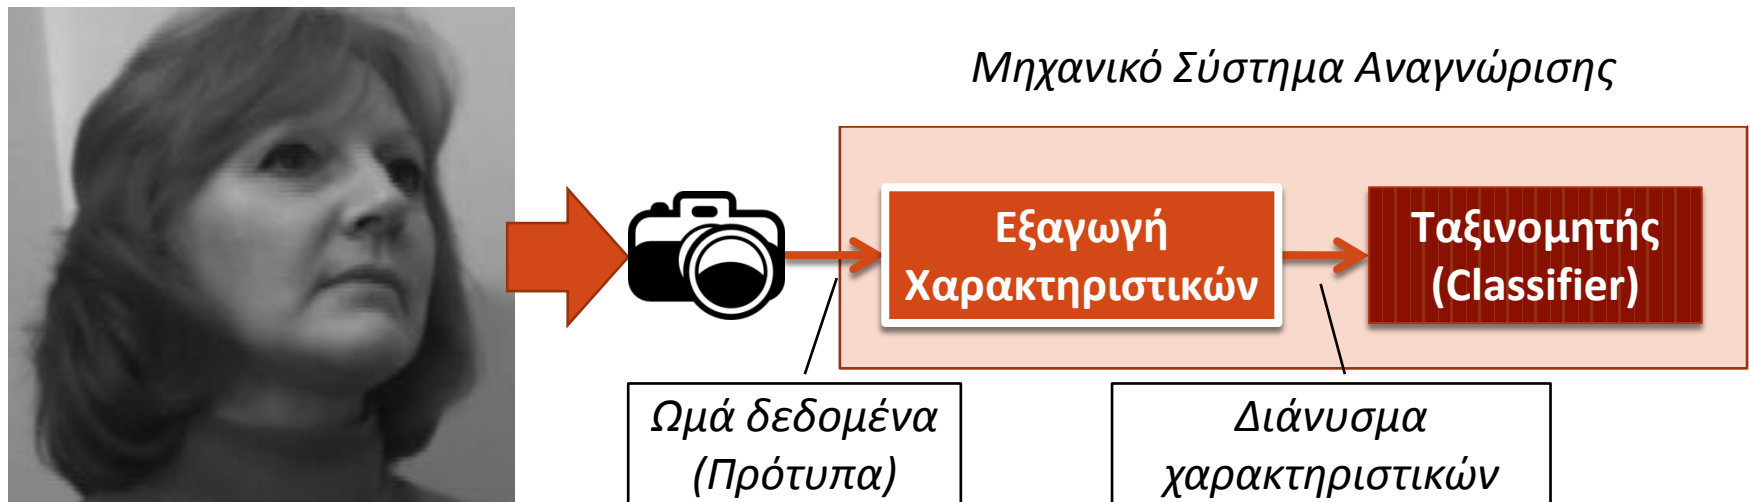 Μηχανικό Σύστημα Αναγνώρισης
Εξαγωγή
Χαρακτηριστικών
Ταξινομητής
(Classifier)
Ωμά δεδομένα
(Πρότυπα)
Διάνυσμα
χαρακτηριστικών